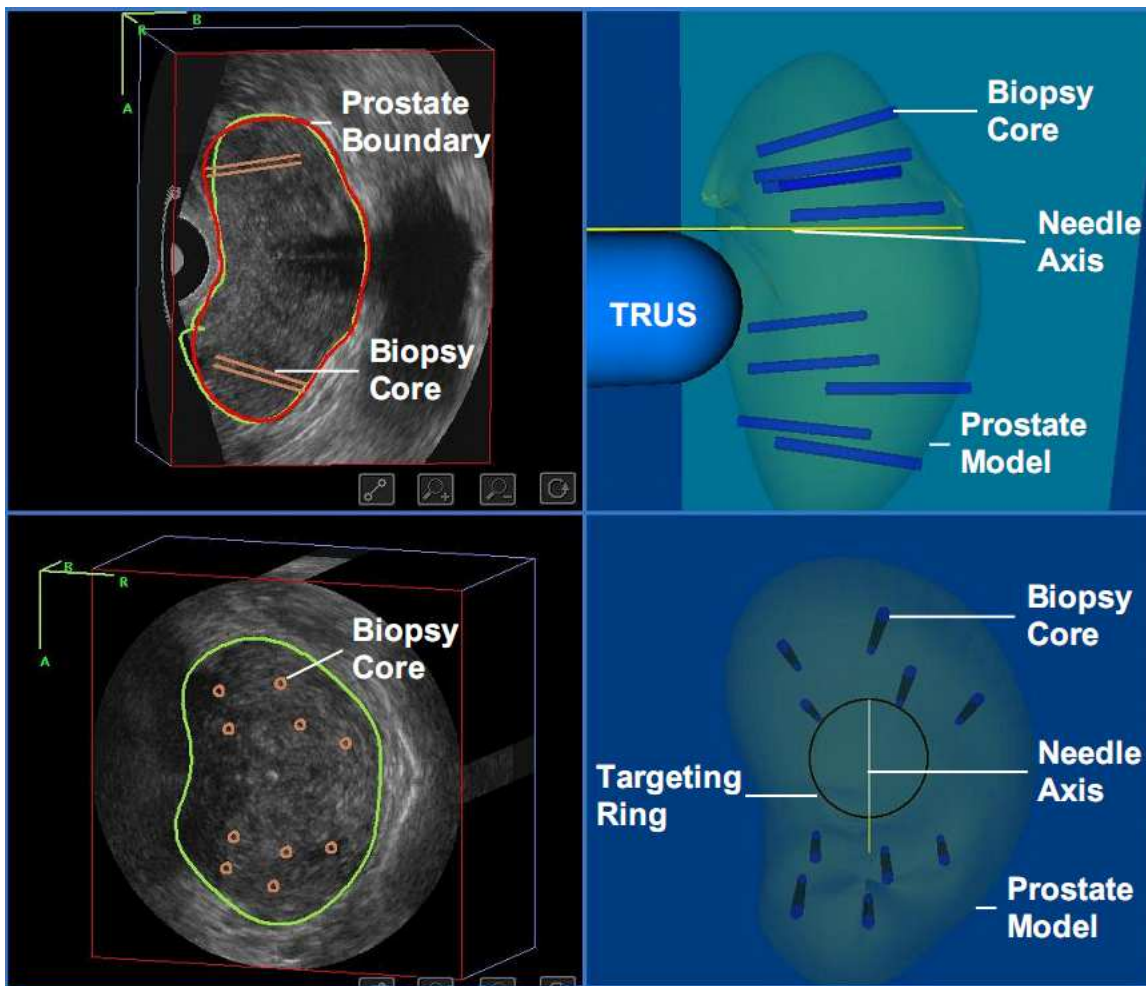 B
R
A
Prostate
Boundary
Biopsy
Core
Biopsy
Core
Needle
Axis
TRUS
Prostate
Model
B
R
A
Biopsy
Core
Biopsy
Core
Targeting
Ring
Needle
Axis
Prostate
Model